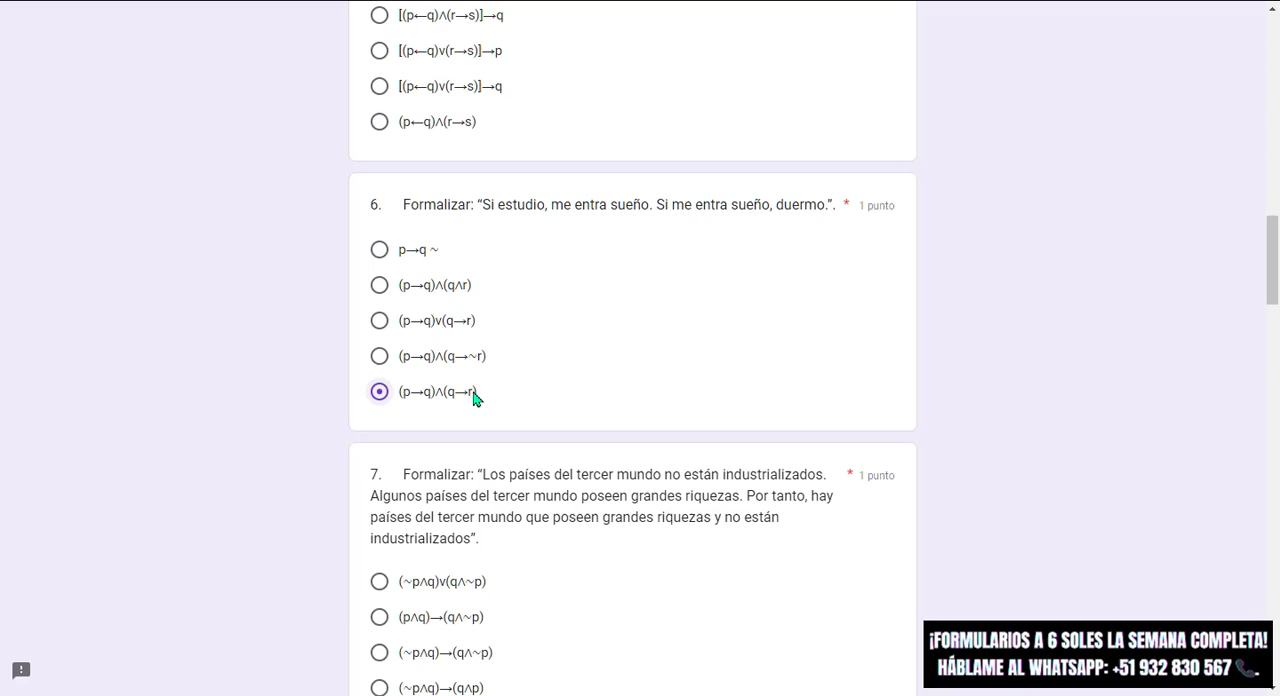 [(p←q)∧(r→s)]→q
[(p←q)v(r→s)]→p
[(p←q)v(r→s)]→q
(p←q)∧(r→s)
6. Formalizar: “Si estudio, me entra sueño. Si me entra sueño, duermo.”. * 1 punto
p→q ~
(p→q)∧(q∧r)
(p→q)v(q→r)
(p→q)∧(q→~r)
(p→q)∧(q→r)
7. Formalizar: “Los países del tercer mundo no están industrializados. * 1 punto
Algunos países del tercer mundo poseen grandes riquezas. Por tanto, hay
países del tercer mundo que poseen grandes riquezas y no están
industrializados”.
(~p∧q)v(q∧~p)
(p∧q)→(q∧~p)
(~p∧q)→(q∧~p)
(~p∧q)→(q∧p)
¡FORMULARIOS A 6 SOLES LA SEMANA COMPLETA!
HÁBLAME AL WHATSAPP: +51 932 830 567 📞.